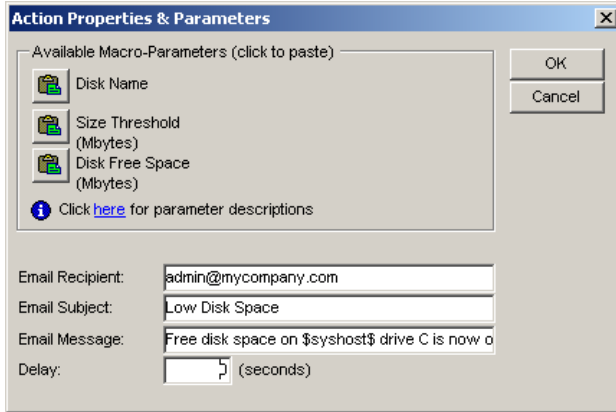 Action Properties & Parameters
Available Macro-Parameters (click to paste)
OK
Disk Name
Cancel
Size Threshold
(Mbytes)
Disk Free Space
(Mbytes)
Click here for parameter descriptions
Email Recipient: admin@mycompany.com
Email Subject: Low Disk Space
Email Message: Free disk space on $syshost$ drive C is now o
Delay: (seconds)